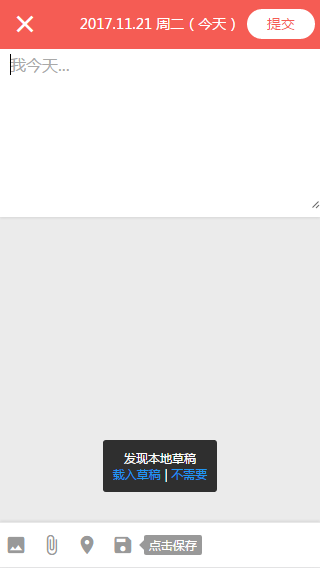 2017.11.21 周二 ( 今天 )
提交
我今天...
发现本地草稿
载入草稿 | 不需要
点击保存